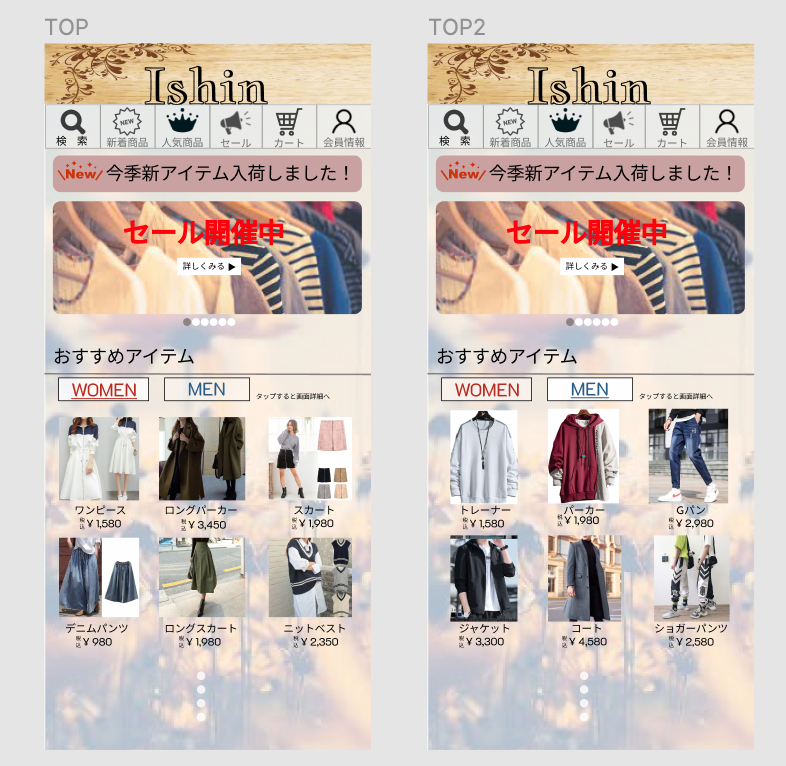 TOP
Ishin
検 索
NEW
新着商品
人気商品
セール
カート
会員情報
New 今季新アイテム入荷しました！
セール開催中
詳しくみる ▶
おすすめアイテム
WOMEN
MEN
タップすると画面詳細へ
ワンピース
税込 ¥ 1,580
ロングパーカー
税込 ¥ 3,450
スカート
税込 ¥ 1,980
デニムパンツ
税込 ¥ 980
ロングスカート
税込 ¥ 1,980
ニットベスト
税込 ¥ 2,350
TOP2
Ishin
検 索
NEW
新着商品
人気商品
セール
カート
会員情報
New 今季新アイテム入荷しました！
セール開催中
詳しくみる ▶
おすすめアイテム
WOMEN
MEN
タップすると画面詳細へ
トレーナー
税込 ¥ 1,580
パーカー
税込 ¥ 1,980
Gパン
税込 ¥ 2,980
ジャケット
税込 ¥ 3,300
コート
税込 ¥ 4,580
ショガーパンツ
税込 ¥ 2,580